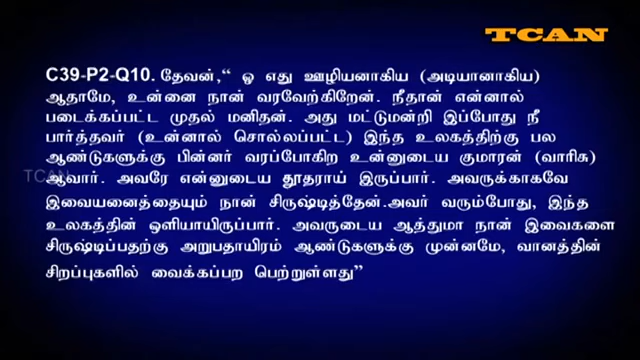 TCAN
C39-P2-Q10. தேவன்,“ ஓ எது ஊழியனாகிய (அடியானாகிய)
ஆதாமே, உன்னை நான் வரவேற்கிறேன். நீதான் என்னால்
படைக்கப்பட்ட முதல் மனிதன். அது மட்டுமன்றி இப்போது நீ
பார்த்தவர் (உன்னால் சொல்லப்பட்ட) இந்த உலகத்திற்கு பல
ஆண்டுகளுக்கு பின்னர் வரப்போகிற உன்னுடைய குமாரன் (வாரிசு)
TCAN
ஆவார். அவரே என்னுடைய தூதராய் இருப்பார். அவருக்காகவே
இவையனைத்தையும் நான் சிருஷ்டித்தேன்.அவர் வரும்போது, இந்த
உலகத்தின் ஒளியாயிருப்பார். அவருடைய ஆத்துமா நான் இவைகளை
சிருஷ்டிப்பதற்கு அறுபதாயிரம் ஆண்டுகளுக்கு முன்னமே, வானத்தின்
சிறப்புகளில் வைக்கப்பற பெற்றுள்ளது”